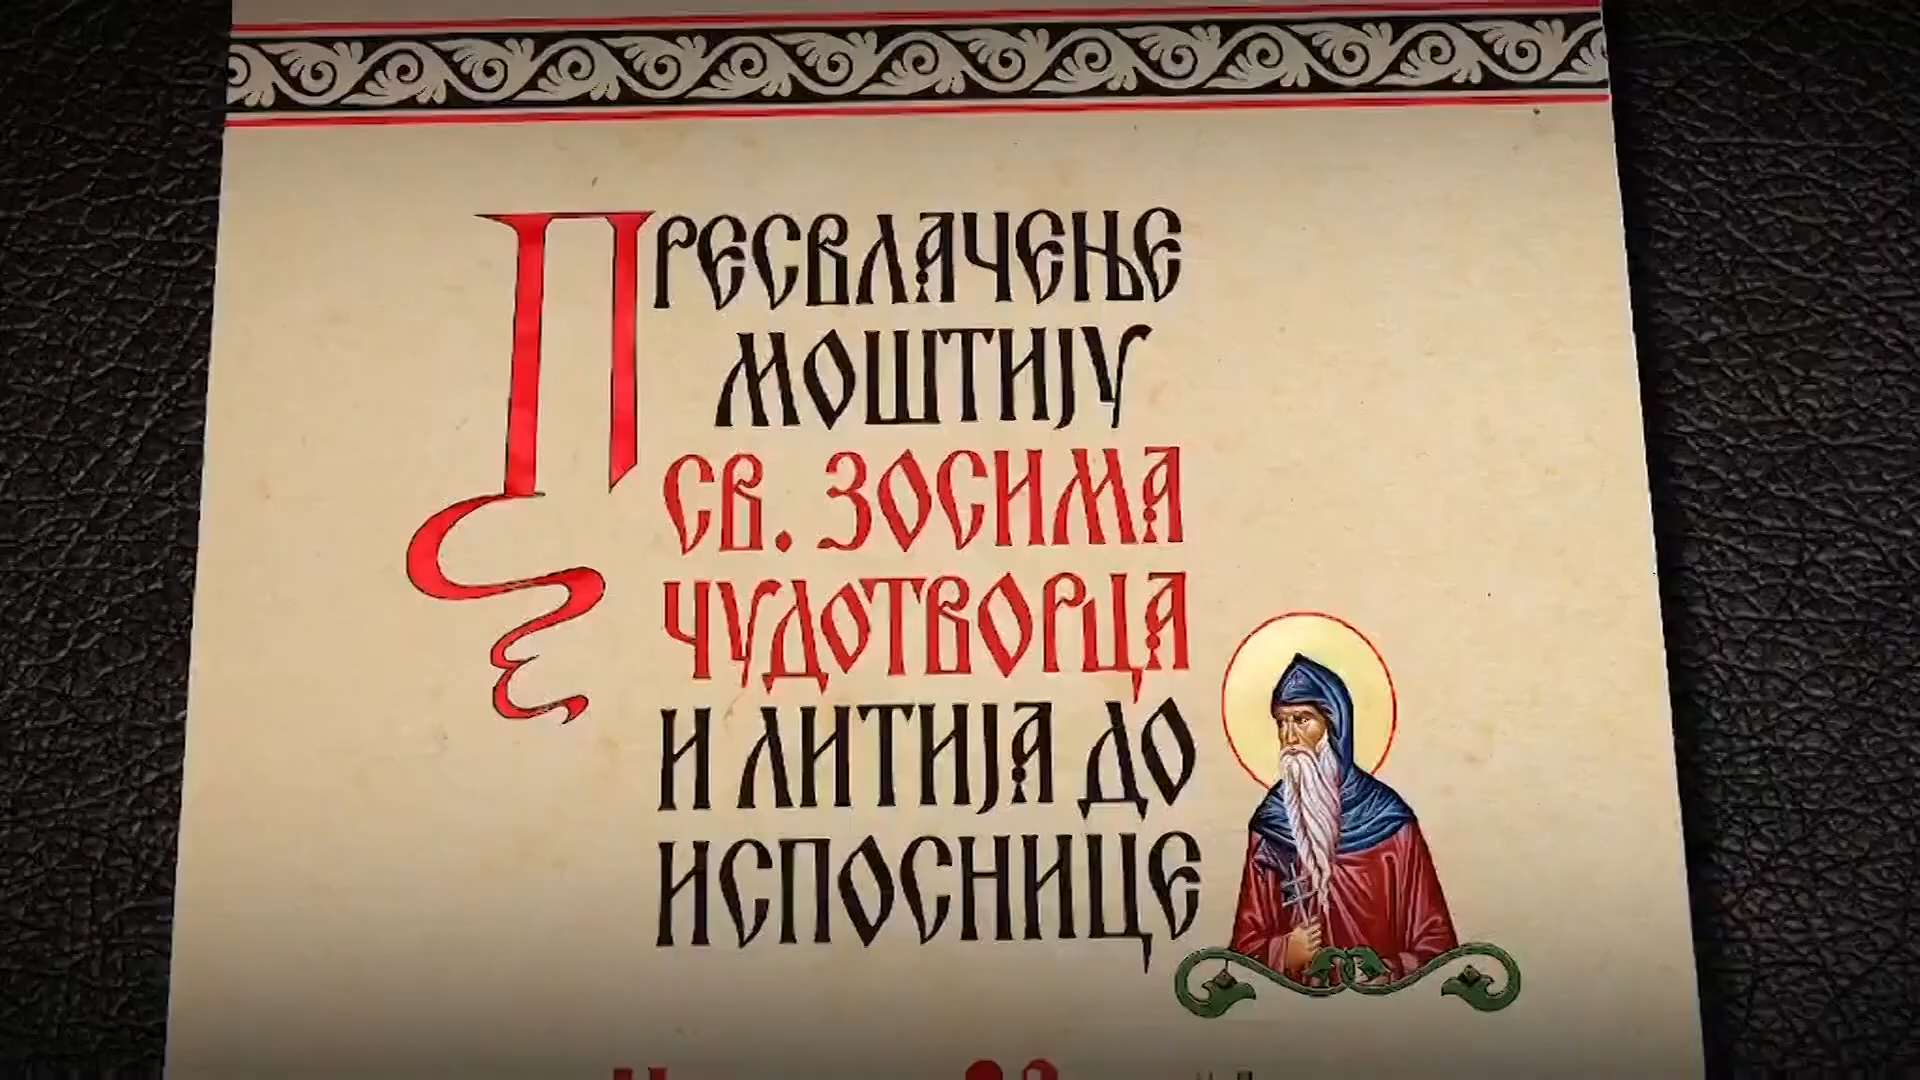 ПРЕСВЛАЧЕЊЕ
МОШТИЈУ
СВ. ЗОСИМА
ЧУДОТВОРЦА
И ЛИТИЈА ДО
ИСПОСНИЦЕ